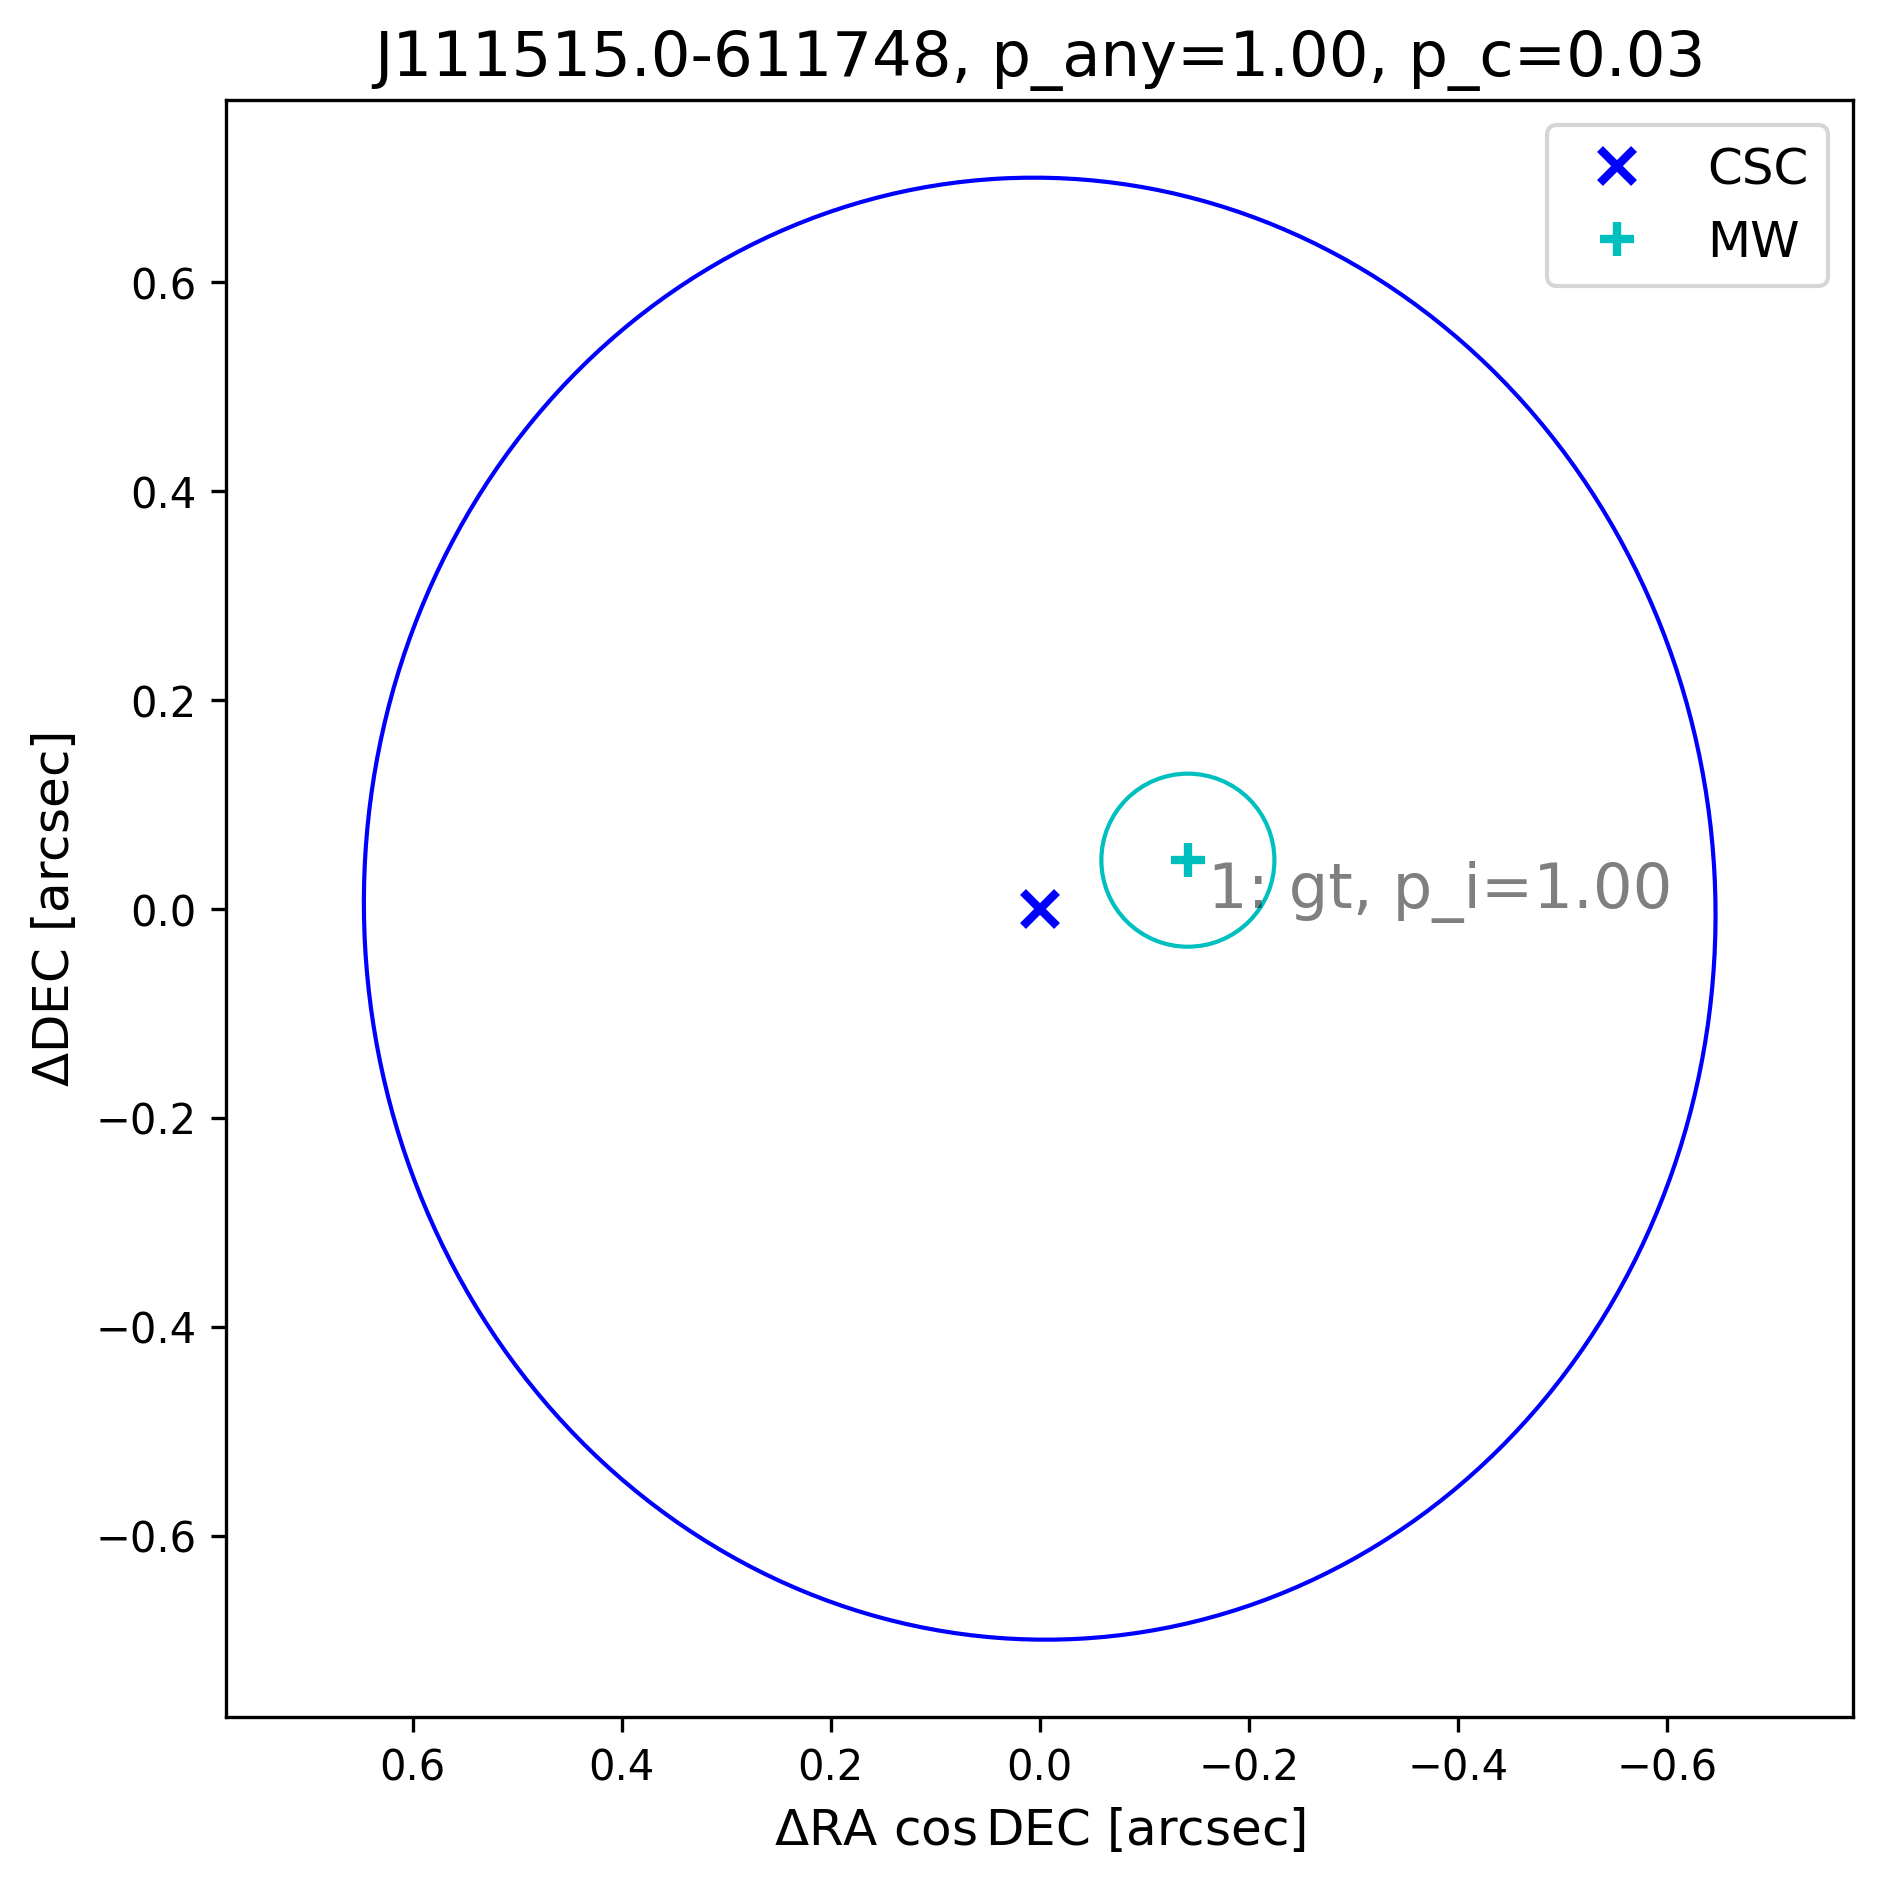 J111515.0-611748, p_any=1.00, p_c=0.03
CSC
MW
0.6
0.4
0.2
0.0
−0.2
−0.4
−0.6
ΔDEC [arcsec]
1: gt, p_i=1.00
0.6 0.4 0.2 0.0 −0.2 −0.4 −0.6
ΔRA cos DEC [arcsec]